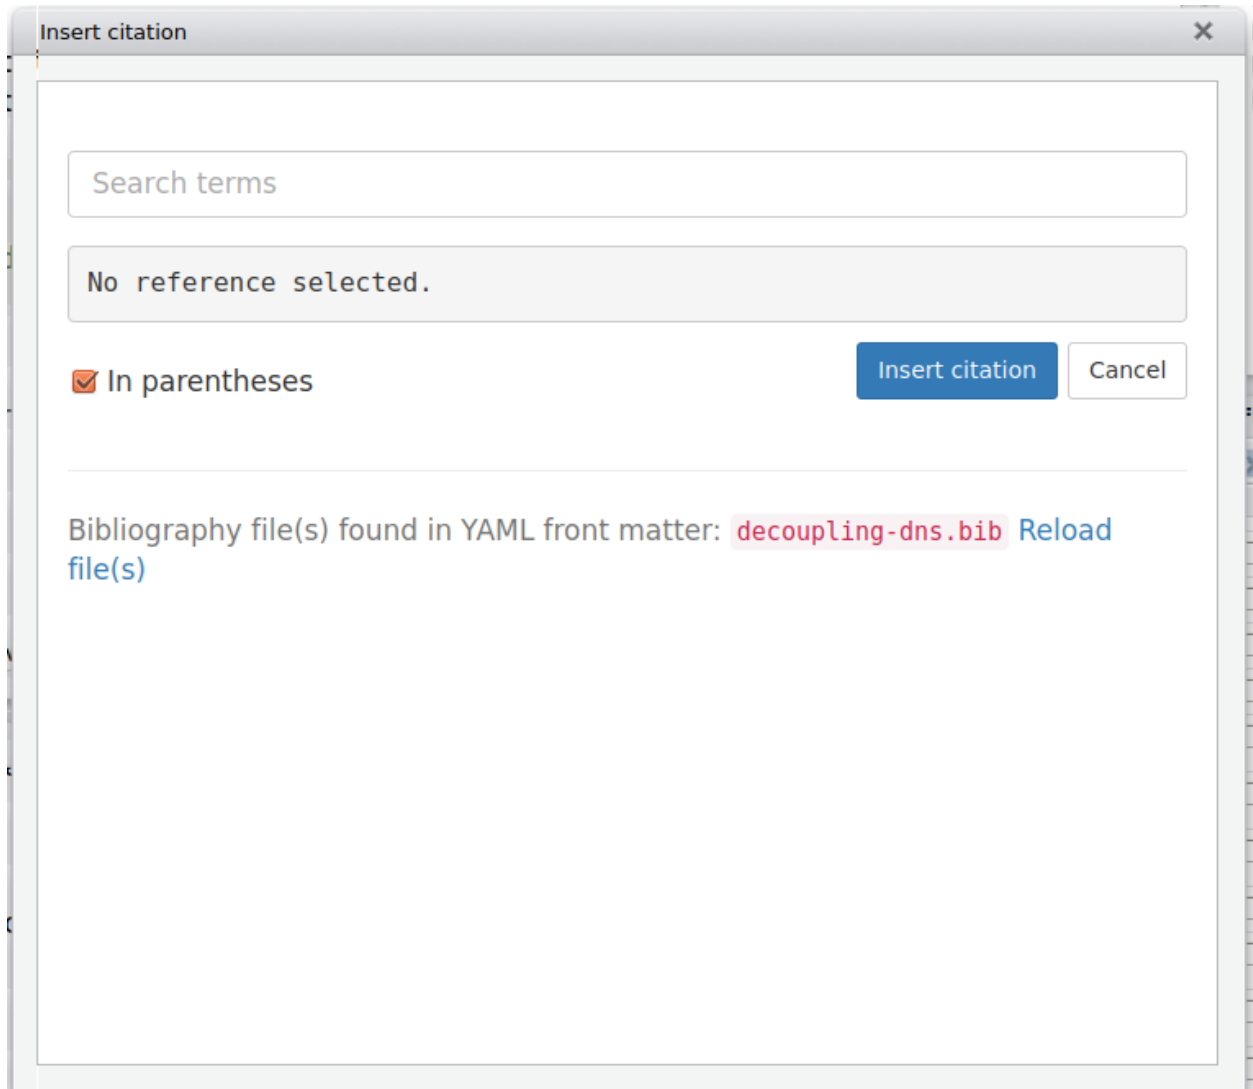 Insert citation
Search terms
No reference selected.
In parentheses
Insert citation
Cancel
Bibliography file(s) found in YAML front matter: decoupling-dns.bib Reload
file(s)